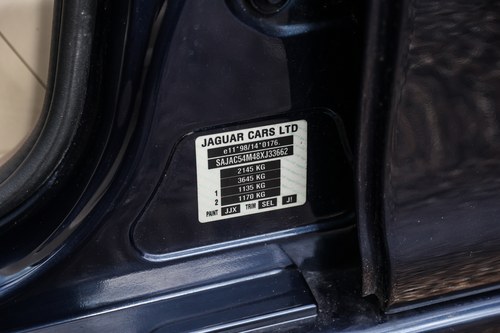 JAGUAR CARS LTD
e11*98/14*0176.
SAJAC54M48XJ33662
2145 KG
3645 KG
1 1135 KG
2 1170 KG
PAINT JJX TRIM SEL J1